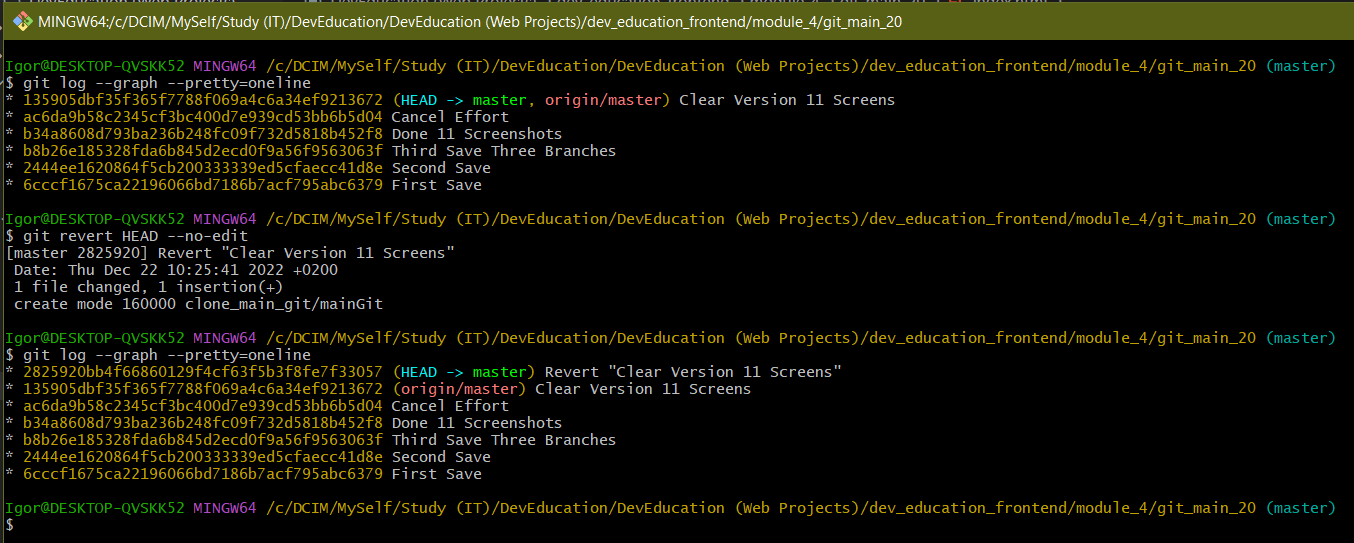 MINGW64:/c/DCIM/MySelf/Study (IT)/DevEducation/DevEducation (Web Projects)/dev_education_frontend/module_4/git_main_20
Igor@DESKTOP-QVSKK52 MINGW64 /c/DCIM/MySelf/Study (IT)/DevEducation/DevEducation (Web Projects)/dev_education_frontend/module_4/git_main_20 (master)
$ git log --graph --pretty=oneline
* 135905dbf35f365f7788f069a4c6a34ef9213672 (HEAD -> master, origin/master) Clear Version 11 Screens
* ac6da9b58c2345cf3bc400d7e939cd53bb6b5d04 Cancel Effort
* b34a8608d793ba236b248fc09f732d5818b452f8 Done 11 Screenshots
* b8b26e185328fda6b845d2ecd0f9a56f9563063f Third Save Three Branches
* 2444ee1620864f5cb200333339ed5cfaecc41d8e Second Save
* 6cccf1675ca22196066bd7186b7acf795abc6379 First Save
Igor@DESKTOP-QVSKK52 MINGW64 /c/DCIM/MySelf/Study (IT)/DevEducation/DevEducation (Web Projects)/dev_education_frontend/module_4/git_main_20 (master)
$ git revert HEAD --no-edit
[master 2825920] Revert "Clear Version 11 Screens"
Date: Thu Dec 22 10:25:41 2022 +0200
1 file changed, 1 insertion(+)
create mode 160000 clone_main_git/mainGit
Igor@DESKTOP-QVSKK52 MINGW64 /c/DCIM/MySelf/Study (IT)/DevEducation/DevEducation (Web Projects)/dev_education_frontend/module_4/git_main_20 (master)
$ git log --graph --pretty=oneline
* 2825920bb4f66860129f4cf63f5b3f8fe7f33057 (HEAD -> master) Revert "Clear Version 11 Screens"
* 135905dbf35f365f7788f069a4c6a34ef9213672 (origin/master) Clear Version 11 Screens
* ac6da9b58c2345cf3bc400d7e939cd53bb6b5d04 Cancel Effort
* b34a8608d793ba236b248fc09f732d5818b452f8 Done 11 Screenshots
* b8b26e185328fda6b845d2ecd0f9a56f9563063f Third Save Three Branches
* 2444ee1620864f5cb200333339ed5cfaecc41d8e Second Save
* 6cccf1675ca22196066bd7186b7acf795abc6379 First Save
Igor@DESKTOP-QVSKK52 MINGW64 /c/DCIM/MySelf/Study (IT)/DevEducation/DevEducation (Web Projects)/dev_education_frontend/module_4/git_main_20 (master)
$